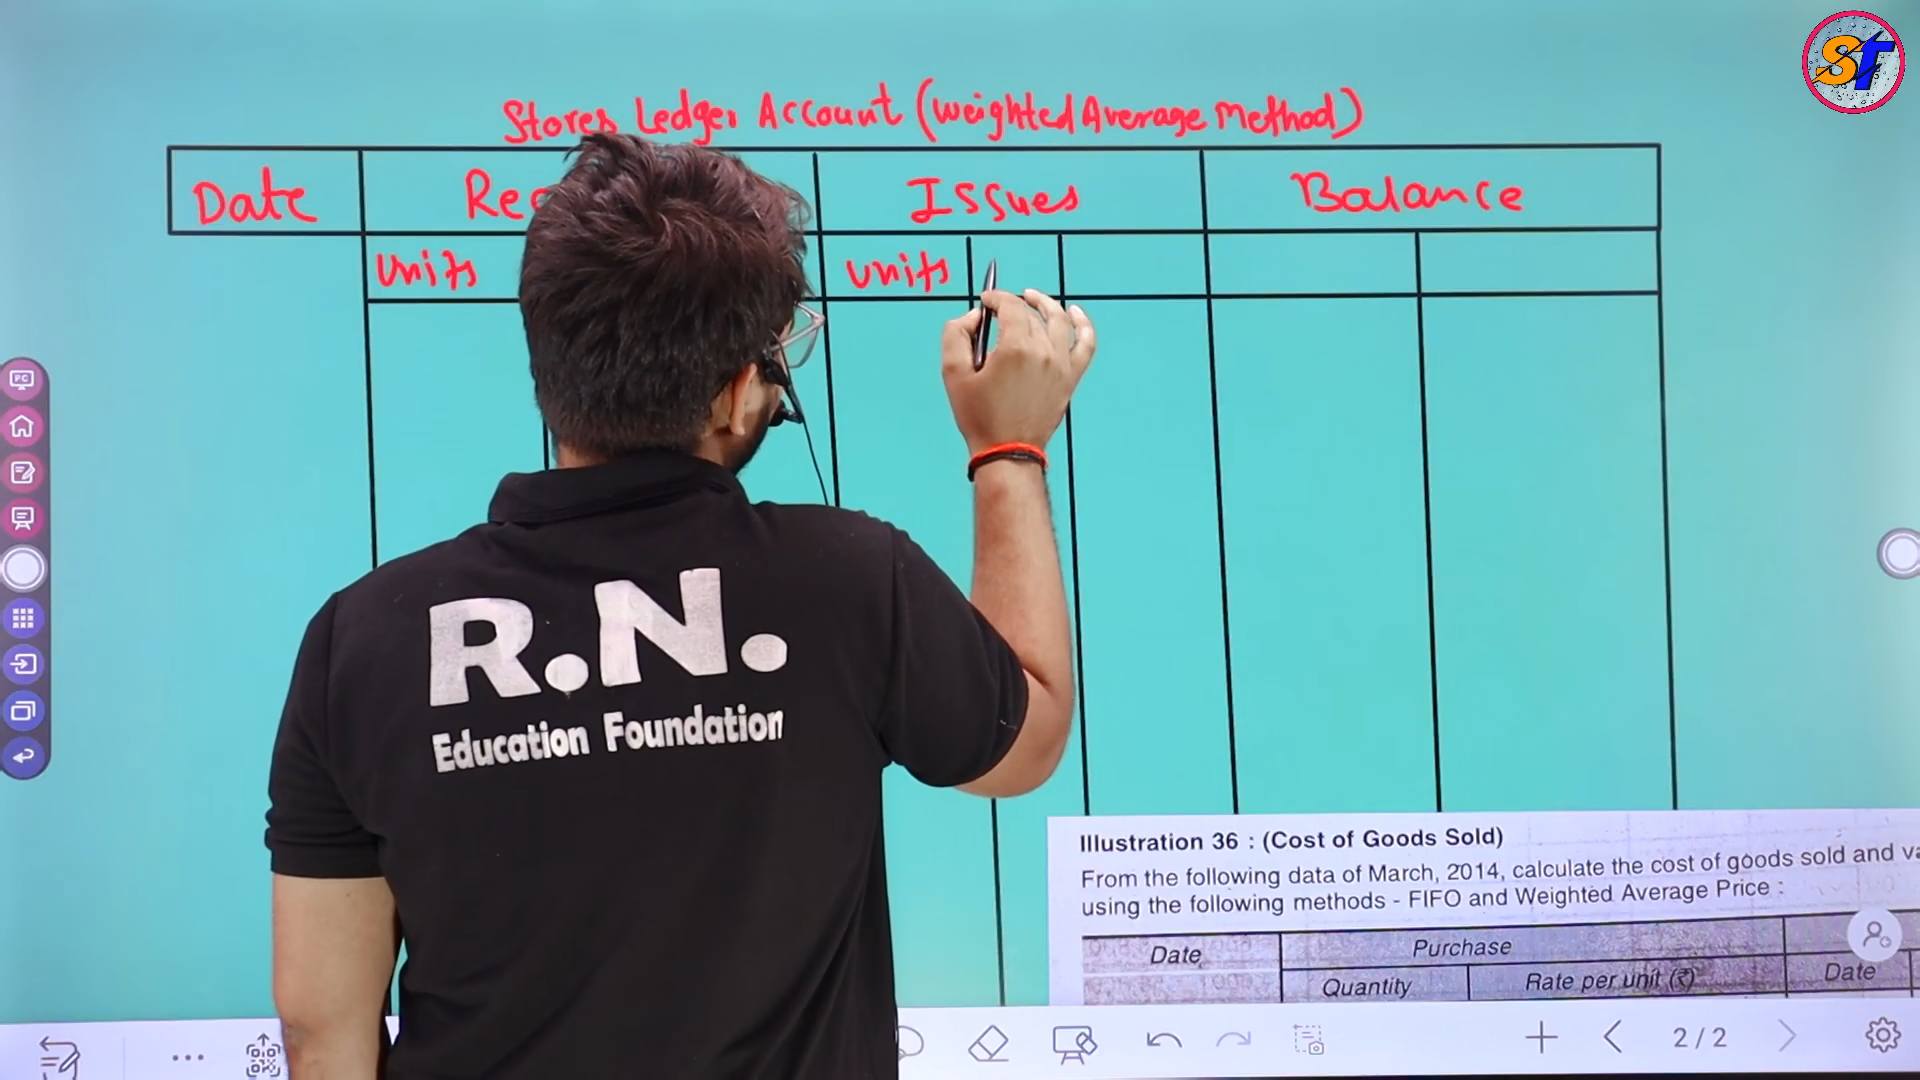 ST
Stores Ledger Account (Weighted Average Method)
Date Issues Balance
Units Units
R.N.
Education Foundation
Illustration 36 : (Cost of Goods Sold)
From the following data of March, 2014, calculate the cost of goods sold and
using the following methods - FIFO and Weighted Average Price :
Date Purchase
Quantity Rate per unit (₹) Date
PC
2/2